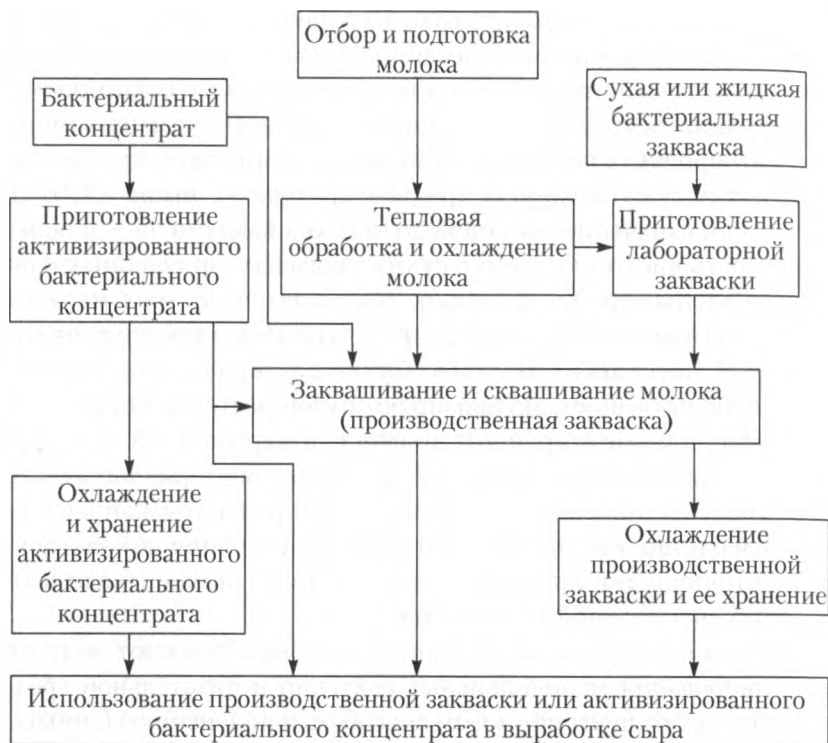 Отбор и подготовка
молока
Бактериальный
концентрат
Сухая или жидкая
бактериальная
закваска
Приготовление
активизированного
бактериального
концентрата
Тепловая
обработка и охлаждение
молока
Приготовление
лабораторной
закваски
Заквашивание и сквашивание молока
(производственная закваска)
Охлаждение
и хранение
активизированного
бактериального
концентрата
Охлаждение
производственной
закваски и ее хранение
Использование производственной закваски или активизированного
бактериального концентрата в выработке сыра